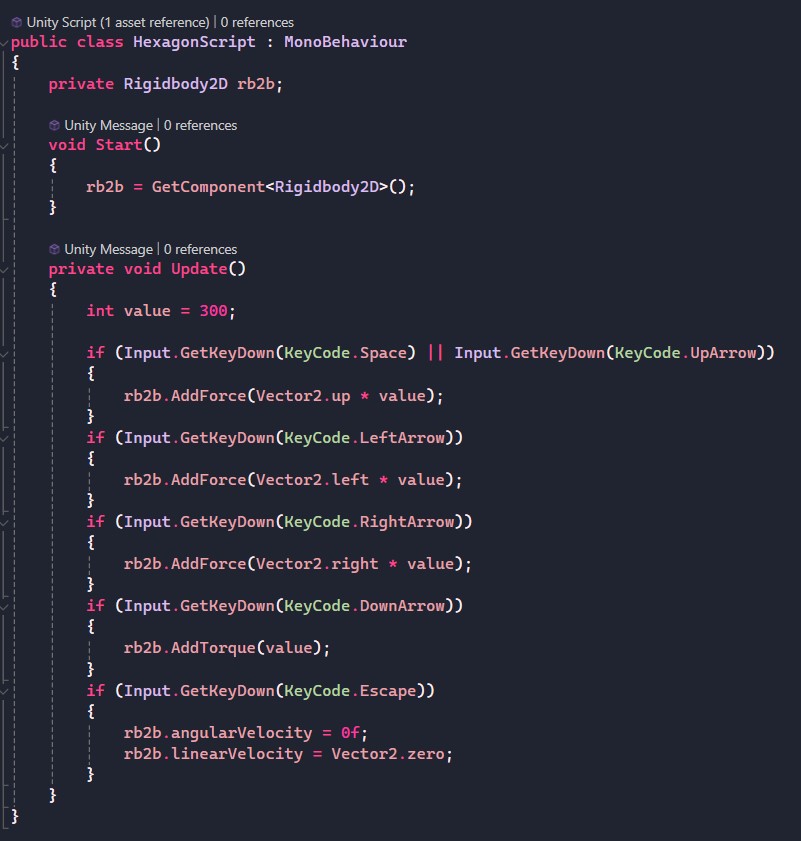 Unity Script (1 asset reference) | 0 references
public class HexagonScript : MonoBehaviour
{
    private Rigidbody2D rb2b;
    Unity Message | 0 references
    void Start()
    {
        rb2b = GetComponent<Rigidbody2D>();
    }
    Unity Message | 0 references
    private void Update()
    {
        int value = 300;
        if (Input.GetKeyDown(KeyCode.Space) || Input.GetKeyDown(KeyCode.UpArrow))
        {
            rb2b.AddForce(Vector2.up * value);
        }
        if (Input.GetKeyDown(KeyCode.LeftArrow))
        {
            rb2b.AddForce(Vector2.left * value);
        }
        if (Input.GetKeyDown(KeyCode.RightArrow))
        {
            rb2b.AddForce(Vector2.right * value);
        }
        if (Input.GetKeyDown(KeyCode.DownArrow))
        {
            rb2b.AddTorque(value);
        }
        if (Input.GetKeyDown(KeyCode.Escape))
        {
            rb2b.angularVelocity = 0f;
            rb2b.linearVelocity = Vector2.zero;
        }
    }
}